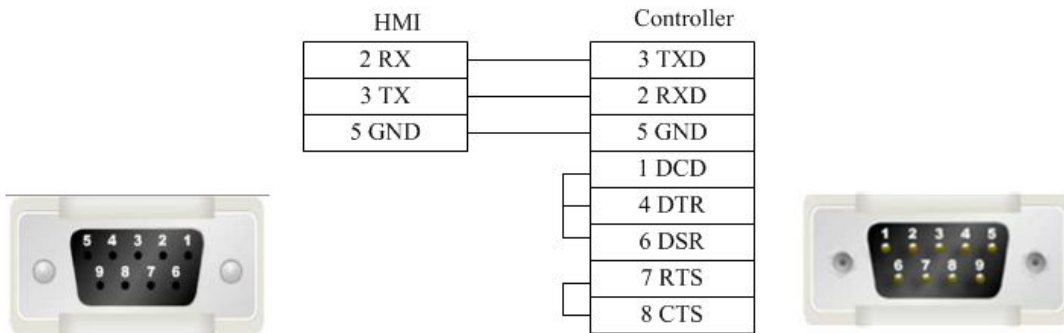 HMI
Controller
2 RX
3 TXD
3 TX
2 RXD
5 GND
5 GND
1 DCD
4 DTR
6 DSR
7 RTS
8 CTS
5 4 3 2 1
9 8 7 6
1 2 3 4 5
6 7 8 9